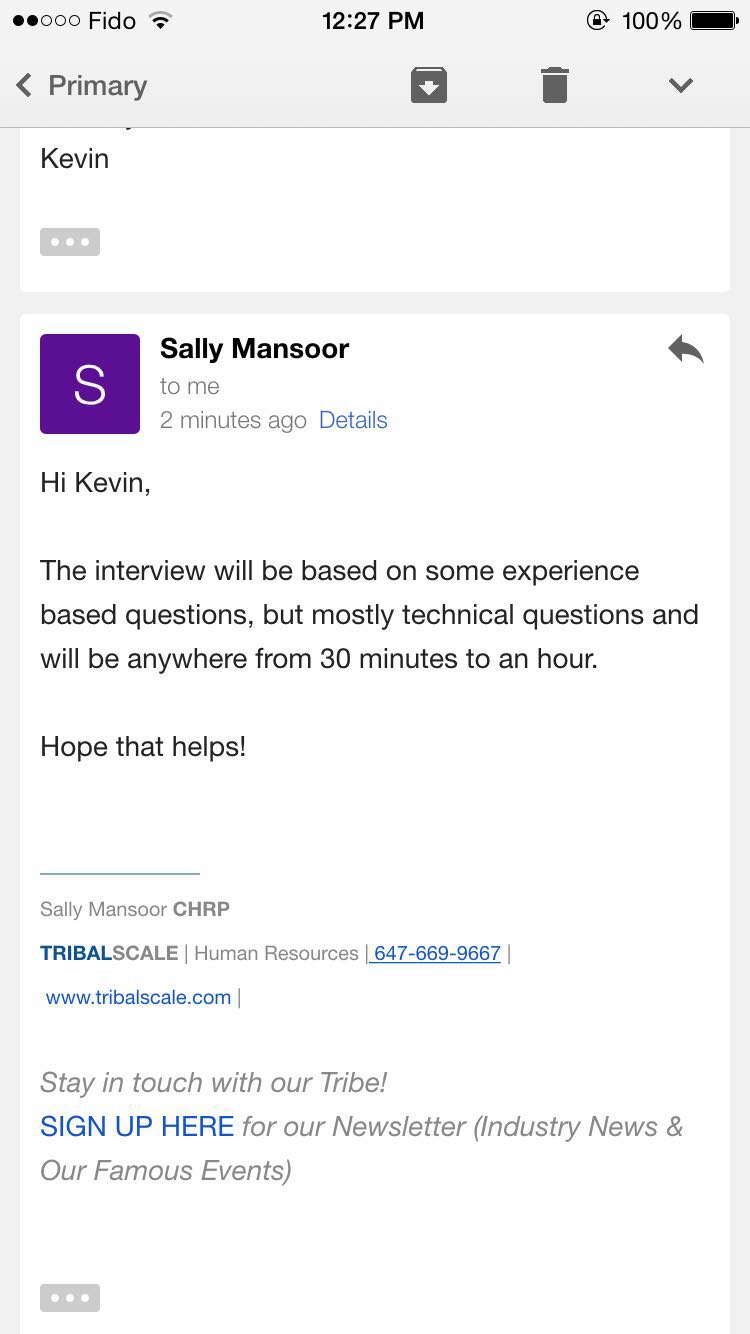 Fido 12:27 PM 100%
Primary
Kevin
S
Sally Mansoor
to me
2 minutes ago Details
Hi Kevin,
The interview will be based on some experience
based questions, but mostly technical questions and
will be anywhere from 30 minutes to an hour.
Hope that helps!
Sally Mansoor CHRP
TRIBALSCALE | Human Resources | 647-669-9667 |
www.tribalscale.com |
Stay in touch with our Tribe!
SIGN UP HERE for our Newsletter (Industry News &
Our Famous Events)